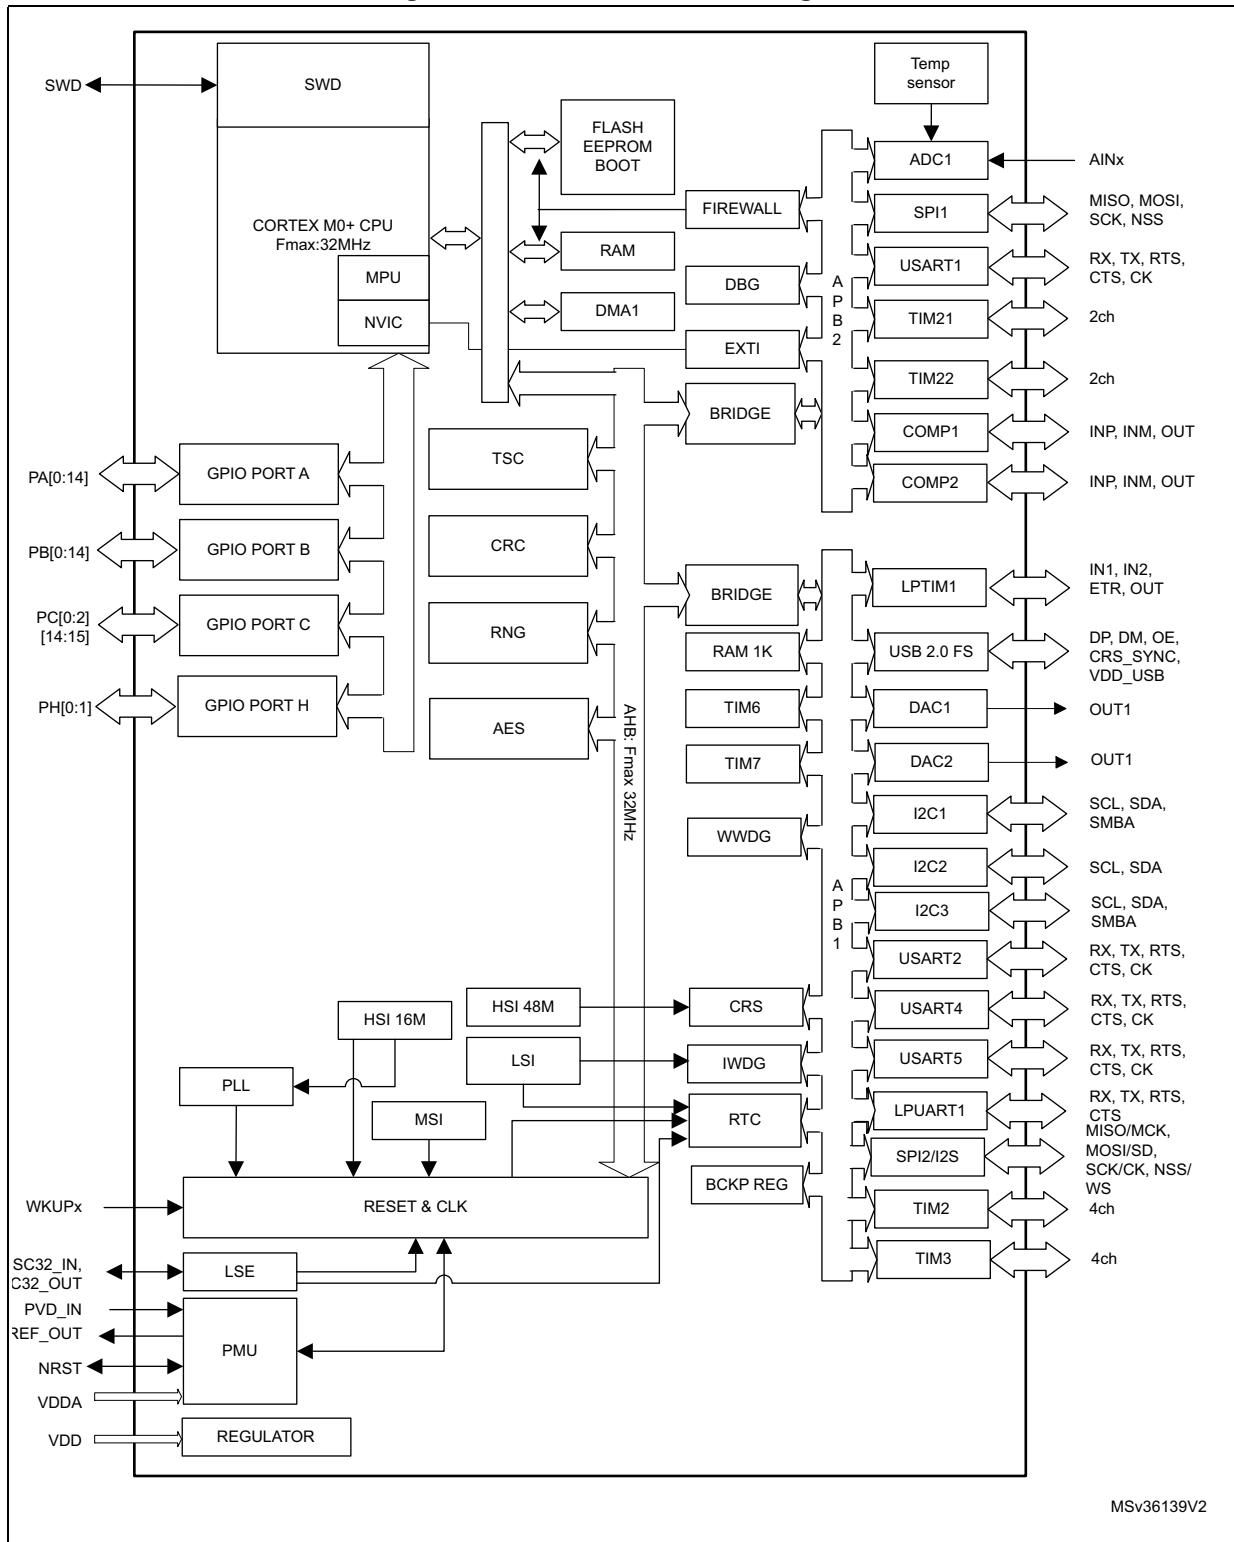 SWD
SWD
Temp
sensor
FLASH
EEPROM
BOOT
ADC1
AINx
FIREWALL
SPI1
MISO, MOSI,
SCK, NSS
CORTEX M0+ CPU
Fmax:32MHz
RAM
MPU
DBG
USART1
RX, TX, RTS,
CTS, CK
NVIC
DMA1
APB2
TIM21
2ch
EXTI
TIM22
2ch
BRIDGE
COMP1
INP, INM, OUT
PA[0:14]
GPIO PORT A
TSC
COMP2
INP, INM, OUT
PB[0:14]
GPIO PORT B
CRC
BRIDGE
LPTIM1
IN1, IN2,
ETR, OUT
PC[0:2]
[14:15]
GPIO PORT C
RNG
RAM 1K
USB 2.0 FS
DP, DM, OE,
CRS_SYNC,
VDD_USB
PH[0:1]
GPIO PORT H
AES
AHB: Fmax 32MHz
TIM6
DAC1
OUT1
TIM7
DAC2
OUT1
WWDG
I2C1
SCL, SDA,
SMBA
APB1
I2C2
SCL, SDA
I2C3
SCL, SDA,
SMBA
USART2
RX, TX, RTS,
CTS, CK
HSI 16M
HSI 48M
CRS
USART4
RX, TX, RTS,
CTS, CK
LSI
IWDG
USART5
RX, TX, RTS,
CTS, CK
PLL
MSI
RTC
LPUART1
RX, TX, RTS,
CTS
BCKP REG
SPI2/I2S
MISO/MCK,
MOSI/SD,
SCK/CK, NSS/
WS
WKUPx
RESET & CLK
TIM2
4ch
SC32_IN,
C32_OUT
LSE
TIM3
4ch
PVD_IN
REF_OUT
PMU
NRST
VDDA
VDD
REGULATOR
MSv36139V2